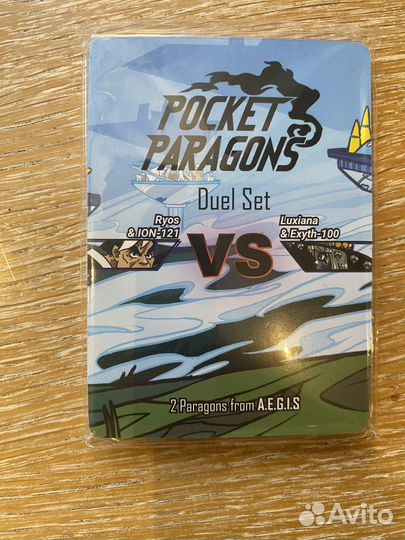 POCKET
PARAGONS
Duel Set
Ryos
& ION-121
VS
Luxiana
& Exyth-100
2 Paragons from A.E.G.I.S
Avito